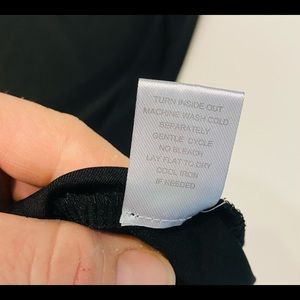 TURN INSIDE OUT
MACHINE WASH COLD
SEPARATELY
GENTLE CYCLE
NO BLEACH
LAY FLAT TO DRY
COOL IRON
IF NEEDED